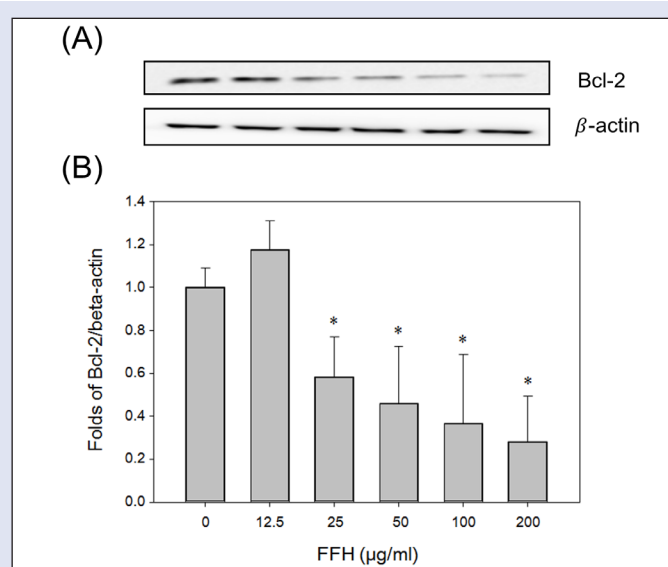 (A)
Bcl-2
β-actin
(B)
1.4
1.2
1.0
0.8
0.6
0.4
0.2
0.0
Folds of Bcl-2/beta-actin
* * * *
0 12.5 25 50 100 200
FFH (µg/ml)